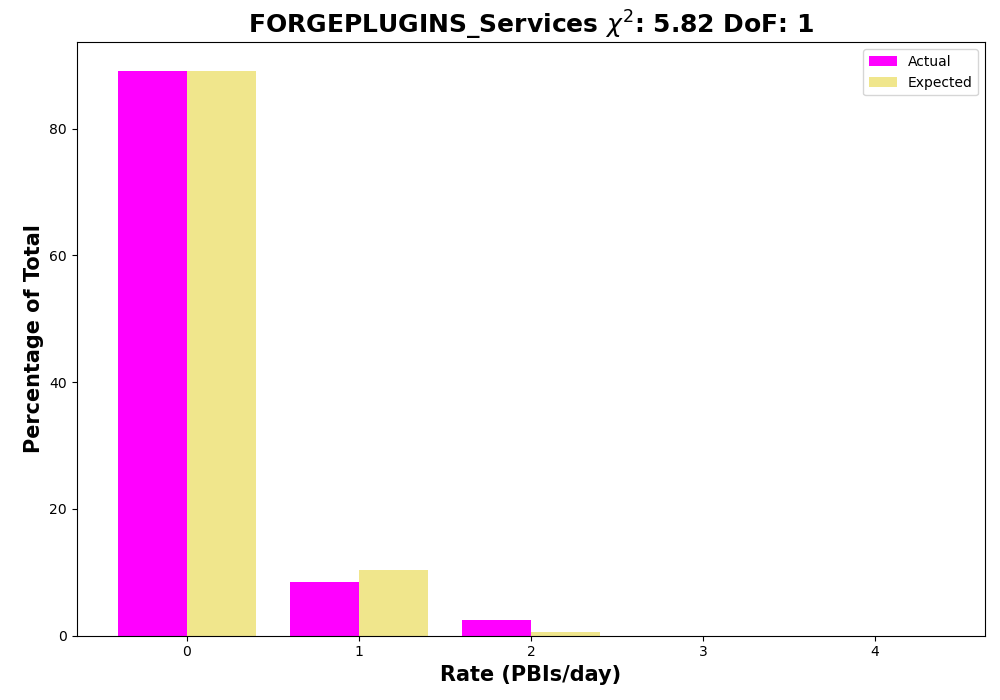 FORGEPLUGINS_Services χ²: 5.82 DoF: 1
Actual
Expected
Percentage of Total
80
60
40
20
0
0 1 2 3 4
Rate (PBIs/day)